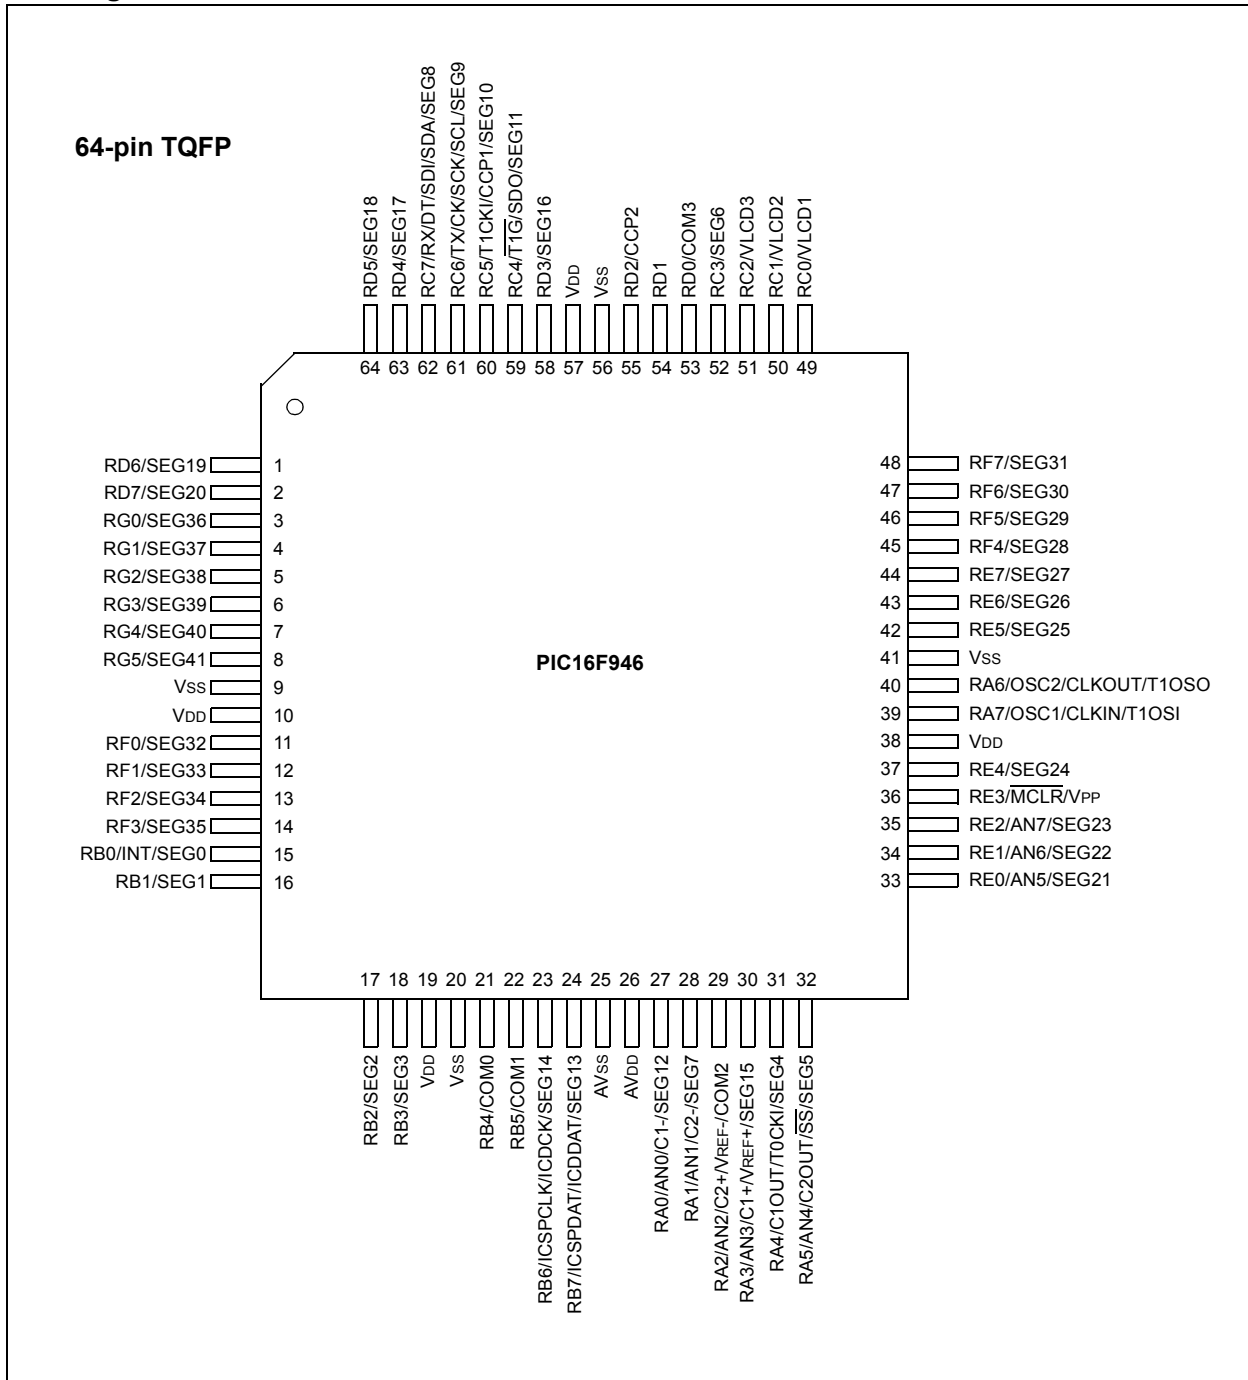 64-pin TQFP
RD5/SEG18
RD4/SEG17
RC7/RX/DT/SDI/SDA/SEG8
RC6/TX/CK/SCK/SCL/SEG9
RC5/T1CKI/CCP1/SEG10
RC4/T1G/SDO/SEG11
RD3/SEG16
VDD
VSS
RD2/CCP2
RD1
RD0/COM3
RC3/SEG6
RC2/VLCD3
RC1/VLCD2
RC0/VLCD1
64 63 62 61 60 59 58 57 56 55 54 53 52 51 50 49
RD6/SEG19 1
RD7/SEG20 2
RG0/SEG36 3
RG1/SEG37 4
RG2/SEG38 5
RG3/SEG39 6
RG4/SEG40 7
RG5/SEG41 8
VSS 9
VDD 10
RF0/SEG32 11
RF1/SEG33 12
RF2/SEG34 13
RF3/SEG35 14
RB0/INT/SEG0 15
RB1/SEG1 16
PIC16F946
48 RF7/SEG31
47 RF6/SEG30
46 RF5/SEG29
45 RF4/SEG28
44 RE7/SEG27
43 RE6/SEG26
42 RE5/SEG25
41 VSS
40 RA6/OSC2/CLKOUT/T1OSO
39 RA7/OSC1/CLKIN/T1OSI
38 VDD
37 RE4/SEG24
36 RE3/MCLR/VPP
35 RE2/AN7/SEG23
34 RE1/AN6/SEG22
33 RE0/AN5/SEG21
17 18 19 20 21 22 23 24 25 26 27 28 29 30 31 32
RB2/SEG2
RB3/SEG3
VDD
VSS
RB4/COM0
RB5/COM1
RB6/ICSPCLK/ICDCK/SEG14
RB7/ICSPDAT/ICDDAT/SEG13
AVSS
AVDD
RA0/AN0/C1-/SEG12
RA1/AN1/C2-/SEG7
RA2/AN2/C2+/VREF-/COM2
RA3/AN3/C1+/VREF+/SEG15
RA4/C1OUT/T0CKI/SEG4
RA5/AN4/C2OUT/SS/SEG5